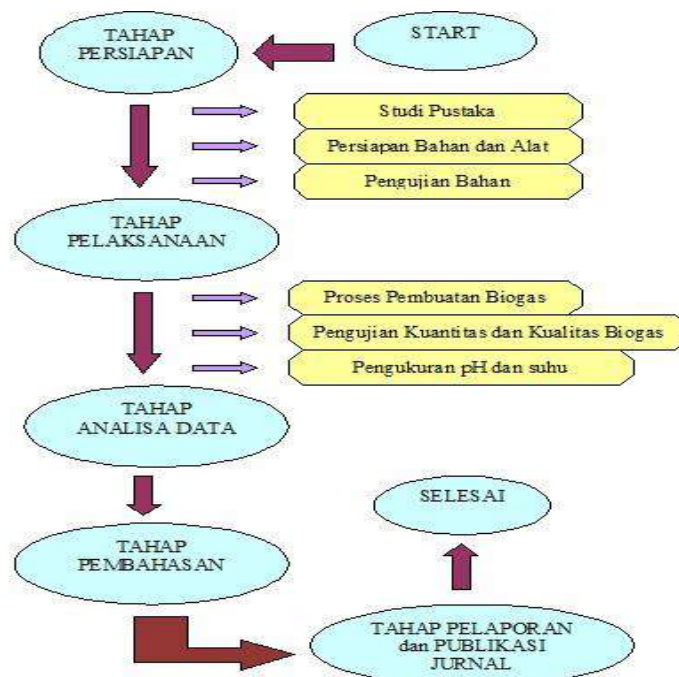 START
TAHAP
PERSIAPAN
Studi Pustaka
Persiapan Bahan dan Alat
Pengujian Bahan
TAHAP
PELAKSANAAN
Proses Pembuatan Biogas
Pengujian Kuantitas dan Kualitas Biogas
Pengukuran pH dan suhu
TAHAP
ANALISA DATA
TAHAP
PEMBAHASAN
TAHAP PELAPORAN
dan PUBLIKASI
JURNAL
SELESAI